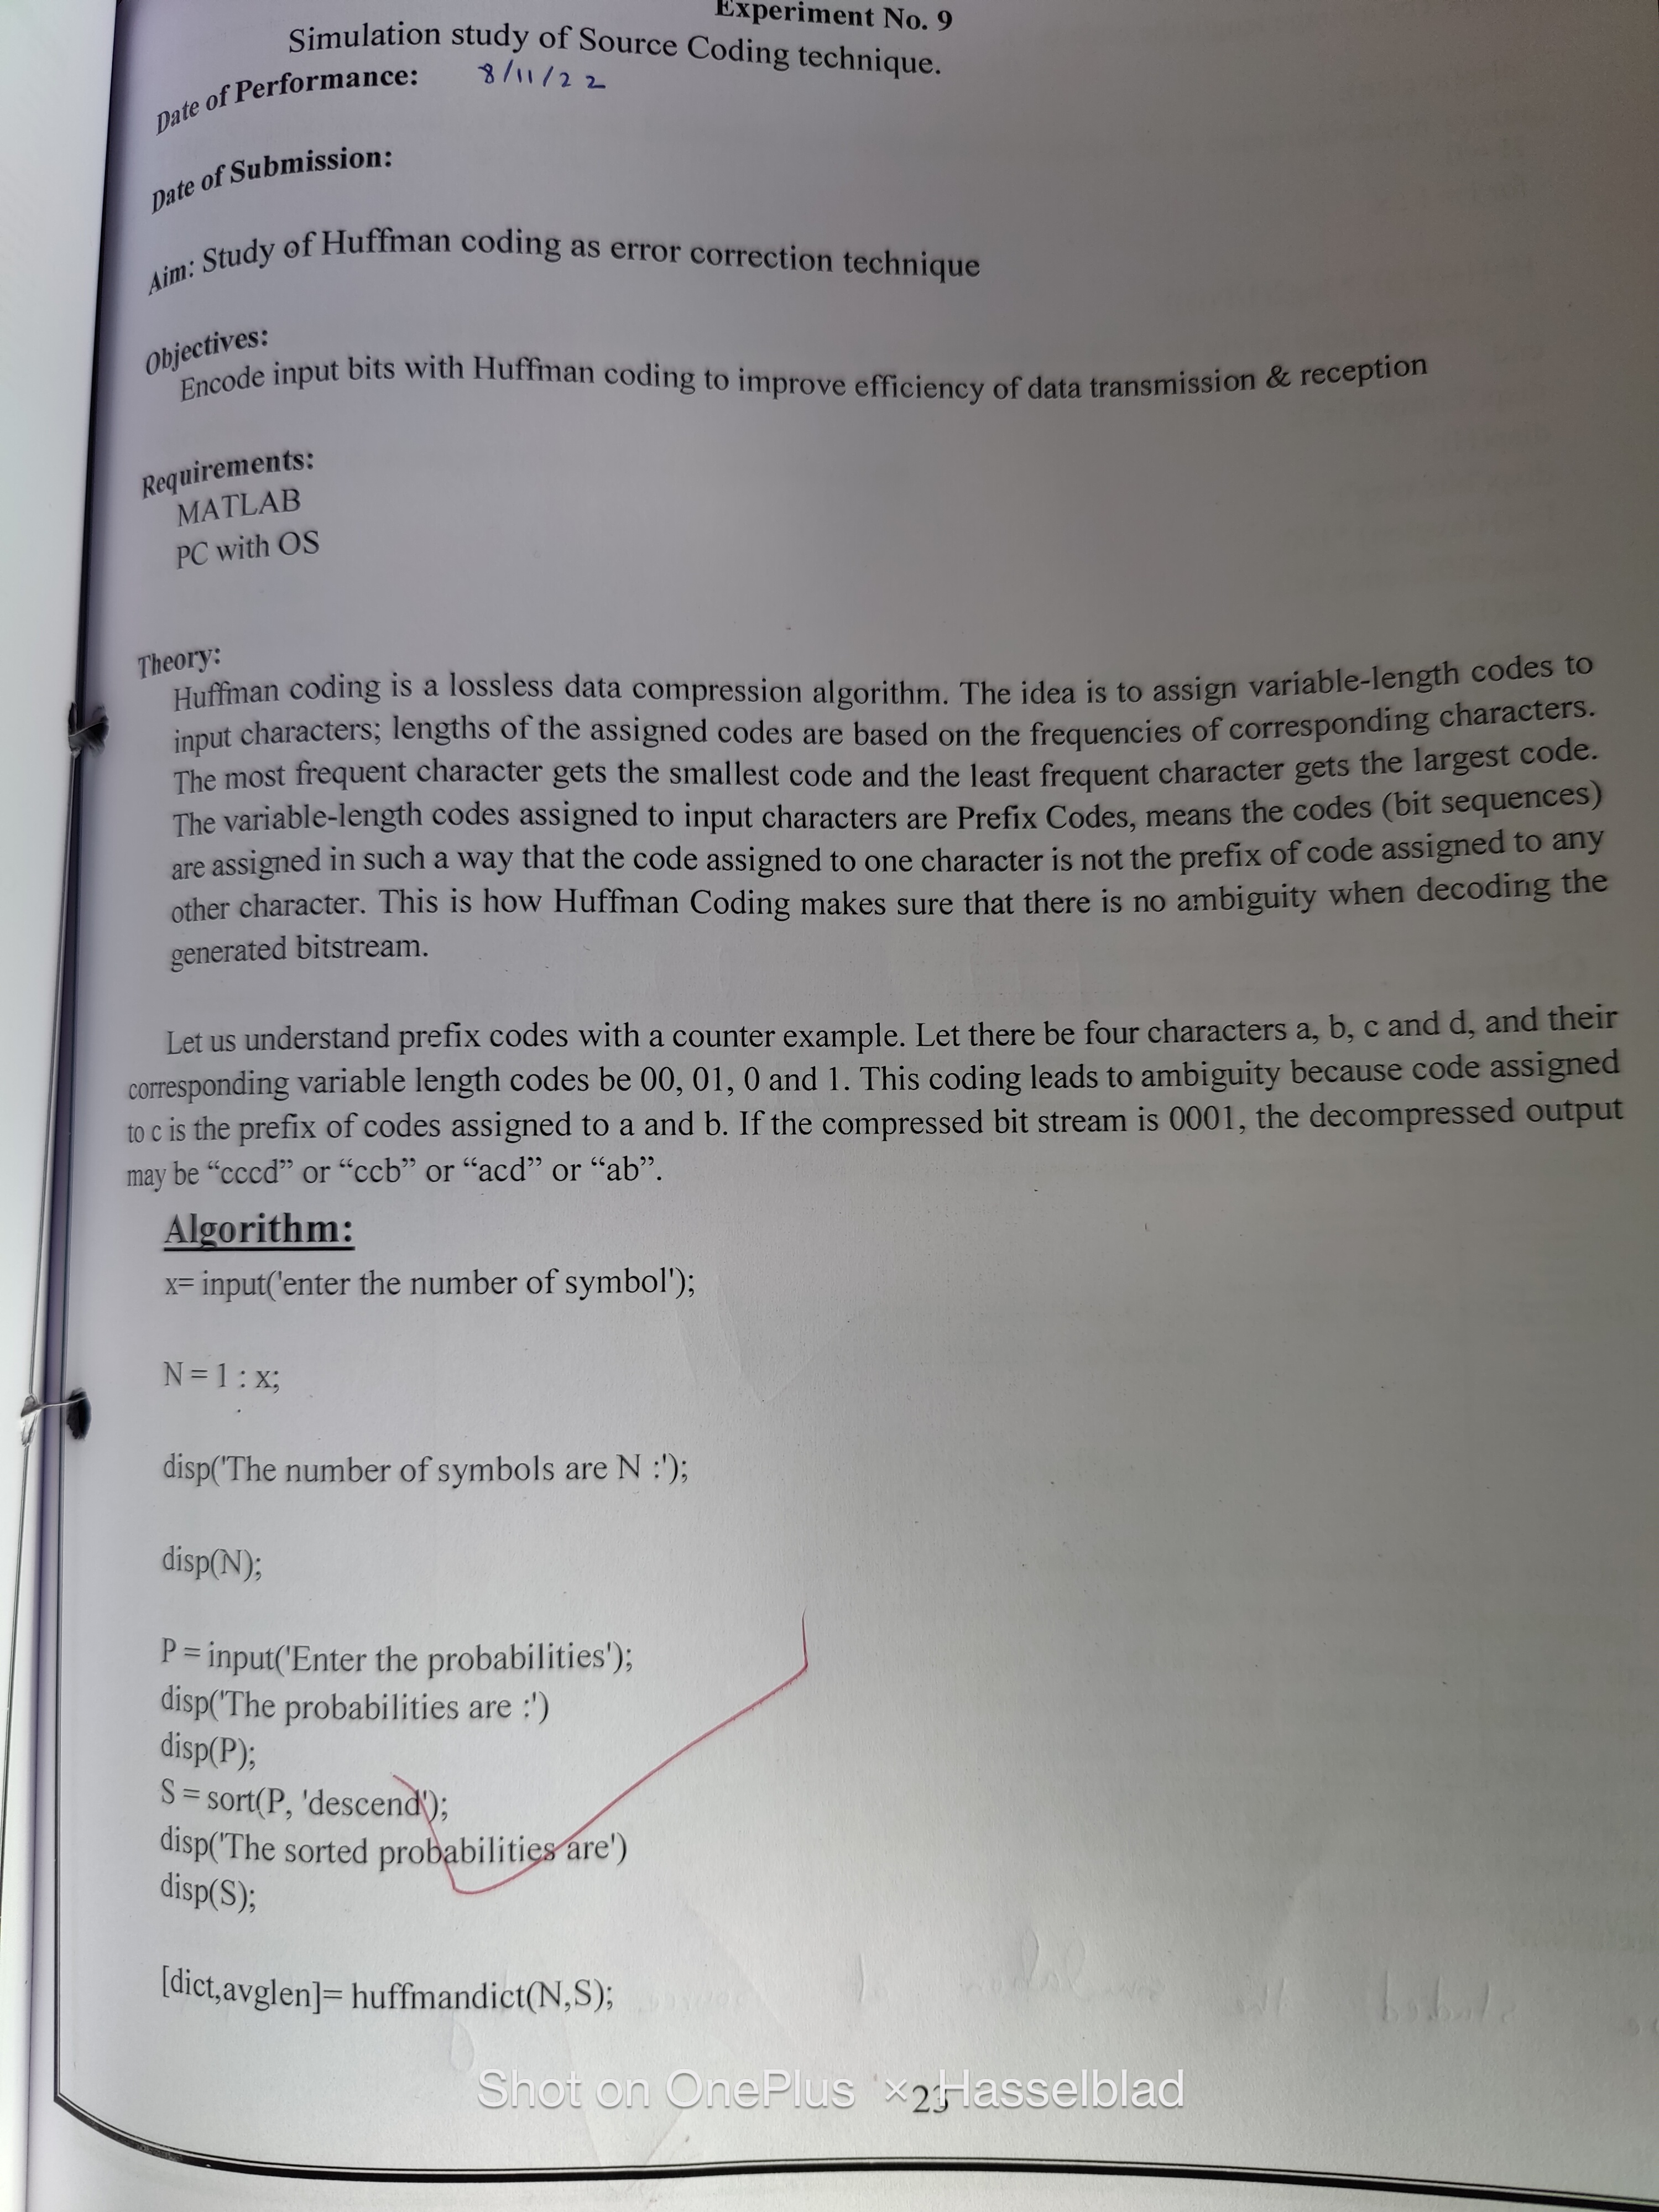 Experiment No. 9
Simulation study of Source Coding technique.
Date of Performance: 8/11/22
Date of Submission:
Aim: Study of Huffman coding as error correction technique
Objectives:
Encode input bits with Huffman coding to improve efficiency of data transmission & reception
Requirements:
MATLAB
PC with OS
Theory:
Huffman coding is a lossless data compression algorithm. The idea is to assign variable-length codes to
input characters; lengths of the assigned codes are based on the frequencies of corresponding characters.
The most frequent character gets the smallest code and the least frequent character gets the largest code.
The variable-length codes assigned to input characters are Prefix Codes, means the codes (bit sequences)
are assigned in such a way that the code assigned to one character is not the prefix of code assigned to any
other character. This is how Huffman Coding makes sure that there is no ambiguity when decoding the
generated bitstream.
Let us understand prefix codes with a counter example. Let there be four characters a, b, c and d, and their
corresponding variable length codes be 00, 01, 0 and 1. This coding leads to ambiguity because code assigned
to c is the prefix of codes assigned to a and b. If the compressed bit stream is 0001, the decompressed output
may be “cccd” or “ccb” or “acd” or “ab”.
Algorithm:
x= input('enter the number of symbol');
N = 1 : x;
disp('The number of symbols are N :');
disp(N);
P = input('Enter the probabilities');
disp('The probabilities are :')
disp(P);
S = sort(P, 'descend');
disp('The sorted probabilities are')
disp(S);
[dict,avglen]= huffmandict(N,S);
23
Shot on OnePlus × Hasselblad